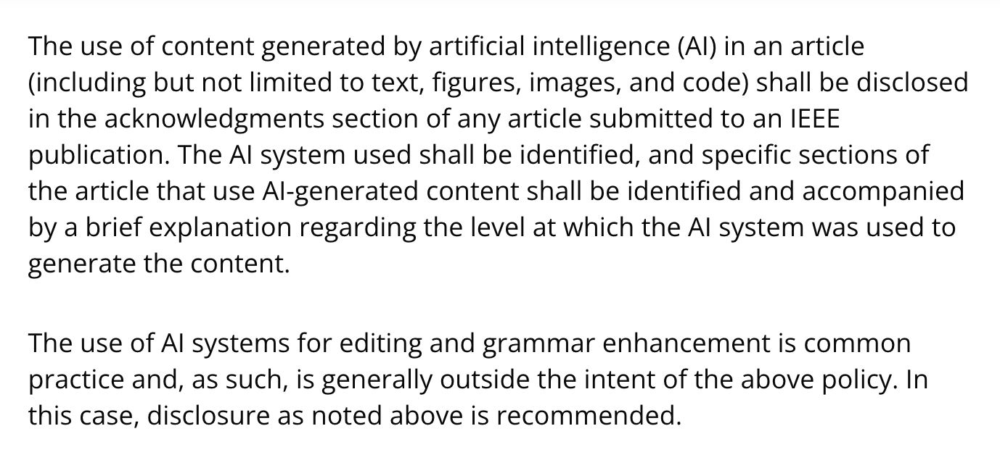 The use of content generated by artificial intelligence (AI) in an article
(including but not limited to text, figures, images, and code) shall be disclosed
in the acknowledgments section of any article submitted to an IEEE
publication. The AI system used shall be identified, and specific sections of
the article that use AI-generated content shall be identified and accompanied
by a brief explanation regarding the level at which the AI system was used to
generate the content.
The use of AI systems for editing and grammar enhancement is common
practice and, as such, is generally outside the intent of the above policy. In
this case, disclosure as noted above is recommended.